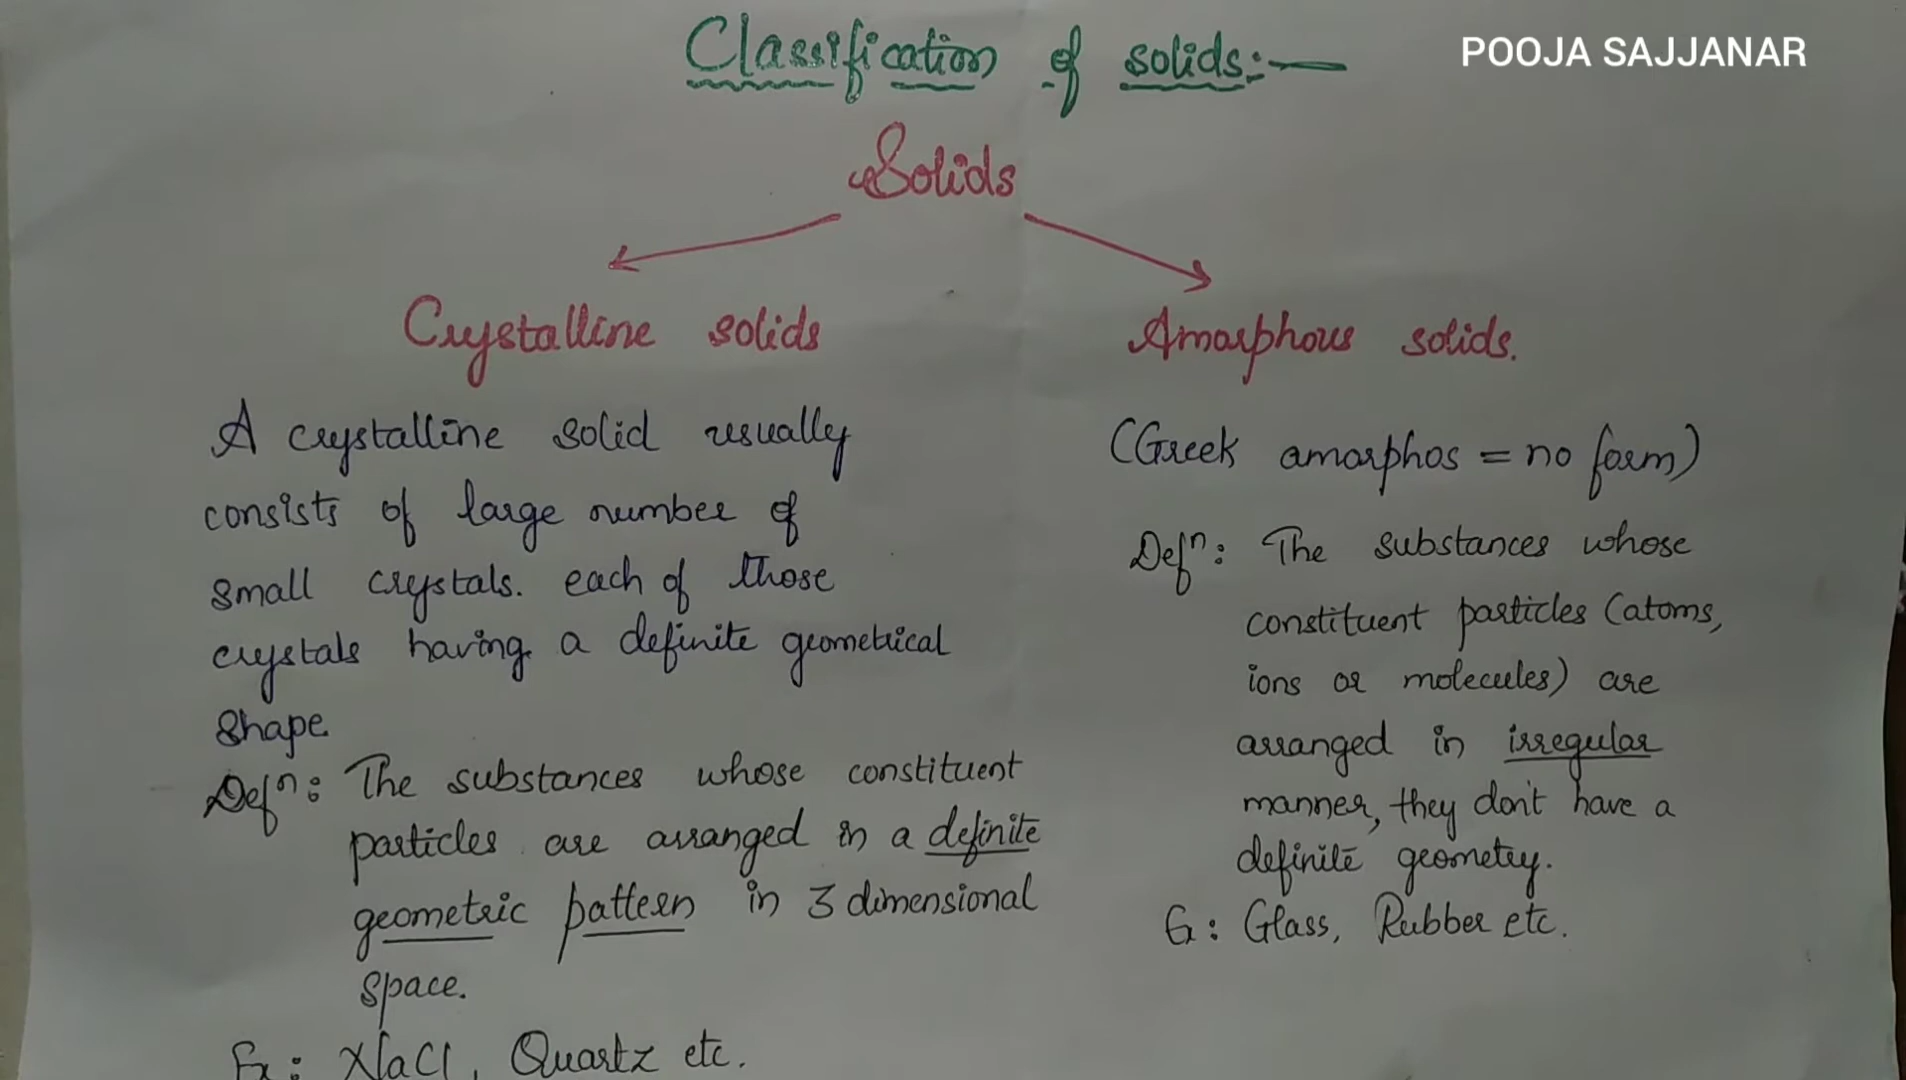 Classification of solids:—
POOJA SAJJANAR
Solids
Crystalline solids
A crystalline solid usually
consists of large number of
small crystals. each of those
crystals having a definite geometrical
shape
Defⁿ: The substances whose constituent
particles are arranged in a definite
geometric pattern in 3 dimensional
space.
Ex: NaCl, Quartz etc.
Amorphous solids.
(Greek amorphos = no form)
Defⁿ: The substances whose
constituent particles (atoms,
ions or molecules) are
arranged in irregular
manner, they don't have a
definite geometry.
Ex: Glass, Rubber etc.